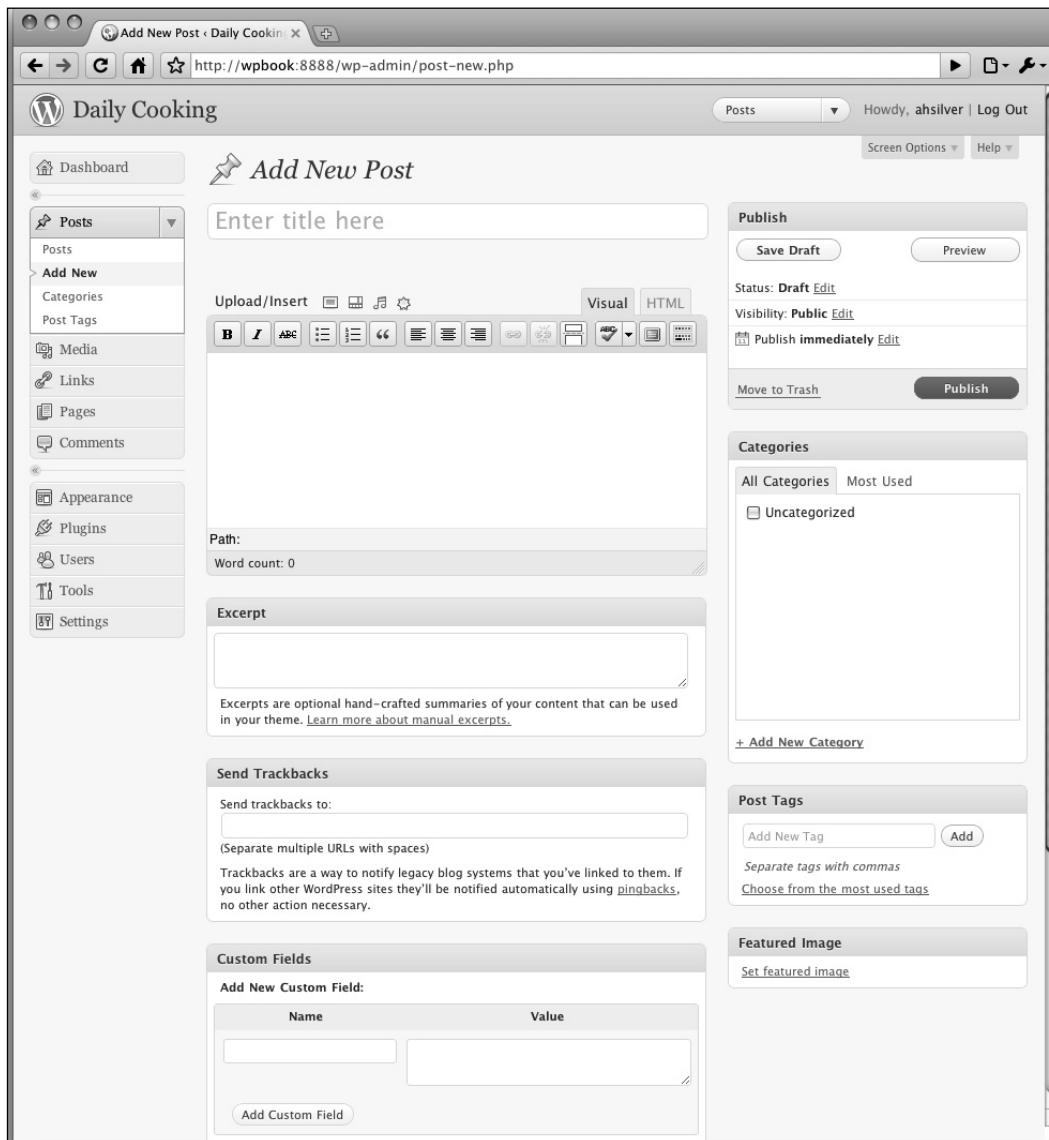 Add New Post ‹ Daily Cookin
http://wpbook:8888/wp-admin/post-new.php
Daily Cooking
Posts
Howdy, ahsilver | Log Out
Screen Options
Help
Dashboard
Posts
Posts
Add New
Categories
Post Tags
Media
Links
Pages
Comments
Appearance
Plugins
Users
Tools
Settings
Add New Post
Enter title here
Upload/Insert
Visual
HTML
B I ABC ABC
Path:
Word count: 0
Excerpt
Excerpts are optional hand-crafted summaries of your content that can be used
in your theme. Learn more about manual excerpts.
Send Trackbacks
Send trackbacks to:
(Separate multiple URLs with spaces)
Trackbacks are a way to notify legacy blog systems that you've linked to them. If
you link other WordPress sites they'll be notified automatically using pingbacks,
no other action necessary.
Custom Fields
Add New Custom Field:
Name Value
Add Custom Field
Publish
Save Draft
Preview
Status: Draft Edit
Visibility: Public Edit
Publish immediately Edit
Move to Trash
Publish
Categories
All Categories
Most Used
Uncategorized
+ Add New Category
Post Tags
Add New Tag
Add
Separate tags with commas
Choose from the most used tags
Featured Image
Set featured image